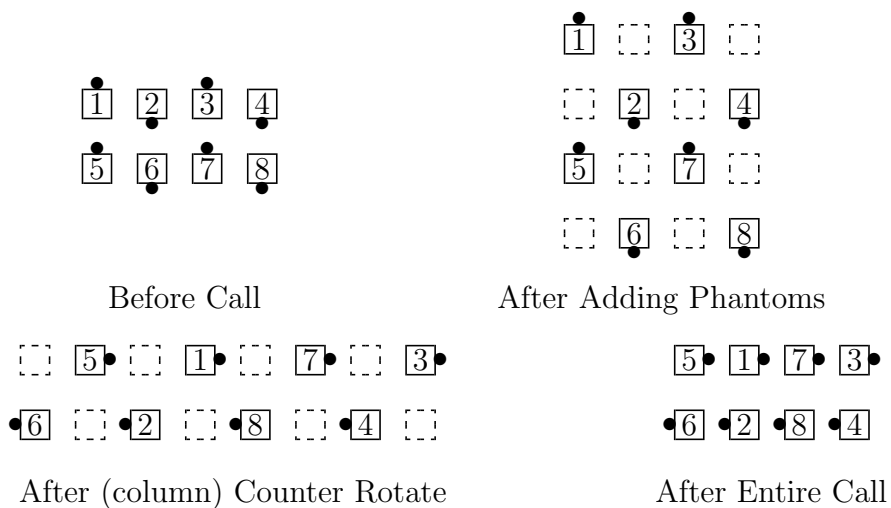 1 3
1 2 3 4
2 4
5 6 7 8
5 7
6 8
Before Call
After Adding Phantoms
5 1 7 3
5 1 7 3
6 2 8 4
6 2 8 4
After (column) Counter Rotate
After Entire Call